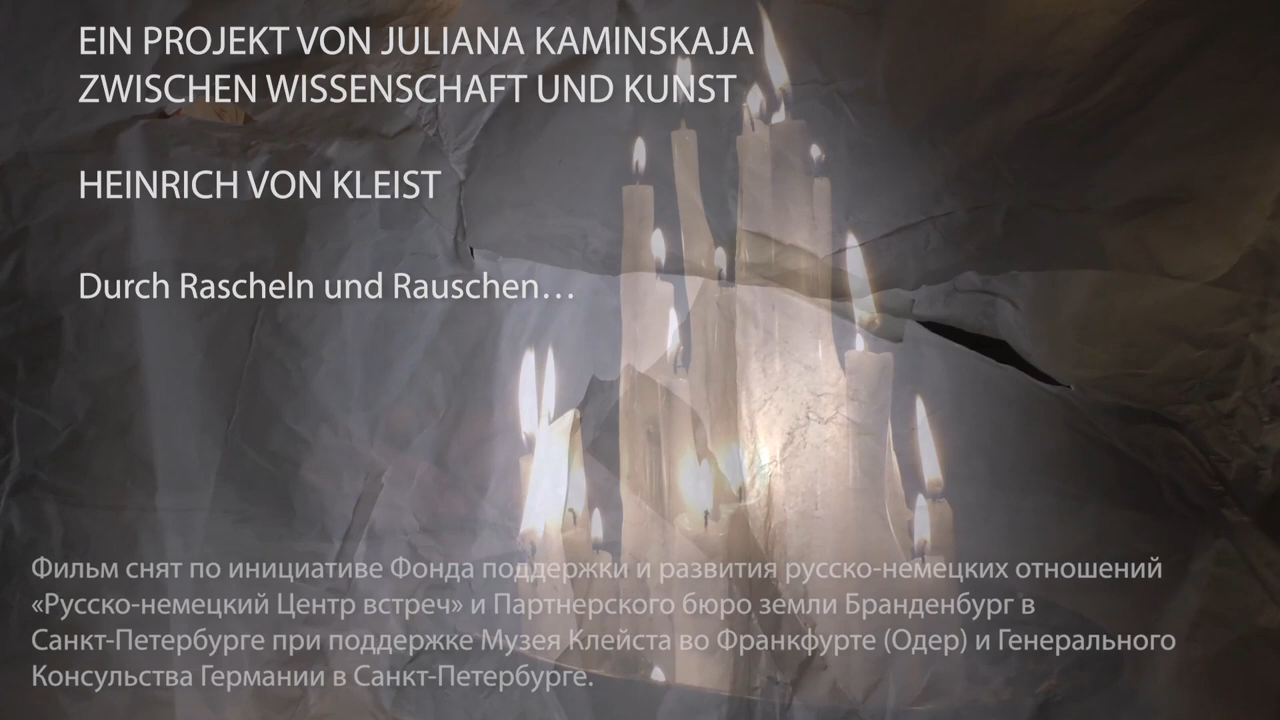 EIN PROJEKT VON JULIANA KAMINSKAJA
ZWISCHEN WISSENSCHAFT UND KUNST
HEINRICH VON KLEIST
Durch Rascheln und Rauschen…
Фильм снят по инициативе Фонда поддержки и развития русско-немецких отношений
«Русско-немецкий Центр встреч» и Партнерского бюро земли Бранденбург в
Санкт-Петербурге при поддержке Музея Клейста во Франкфурте (Одер) и Генерального
Консульства Германии в Санкт-Петербурге.